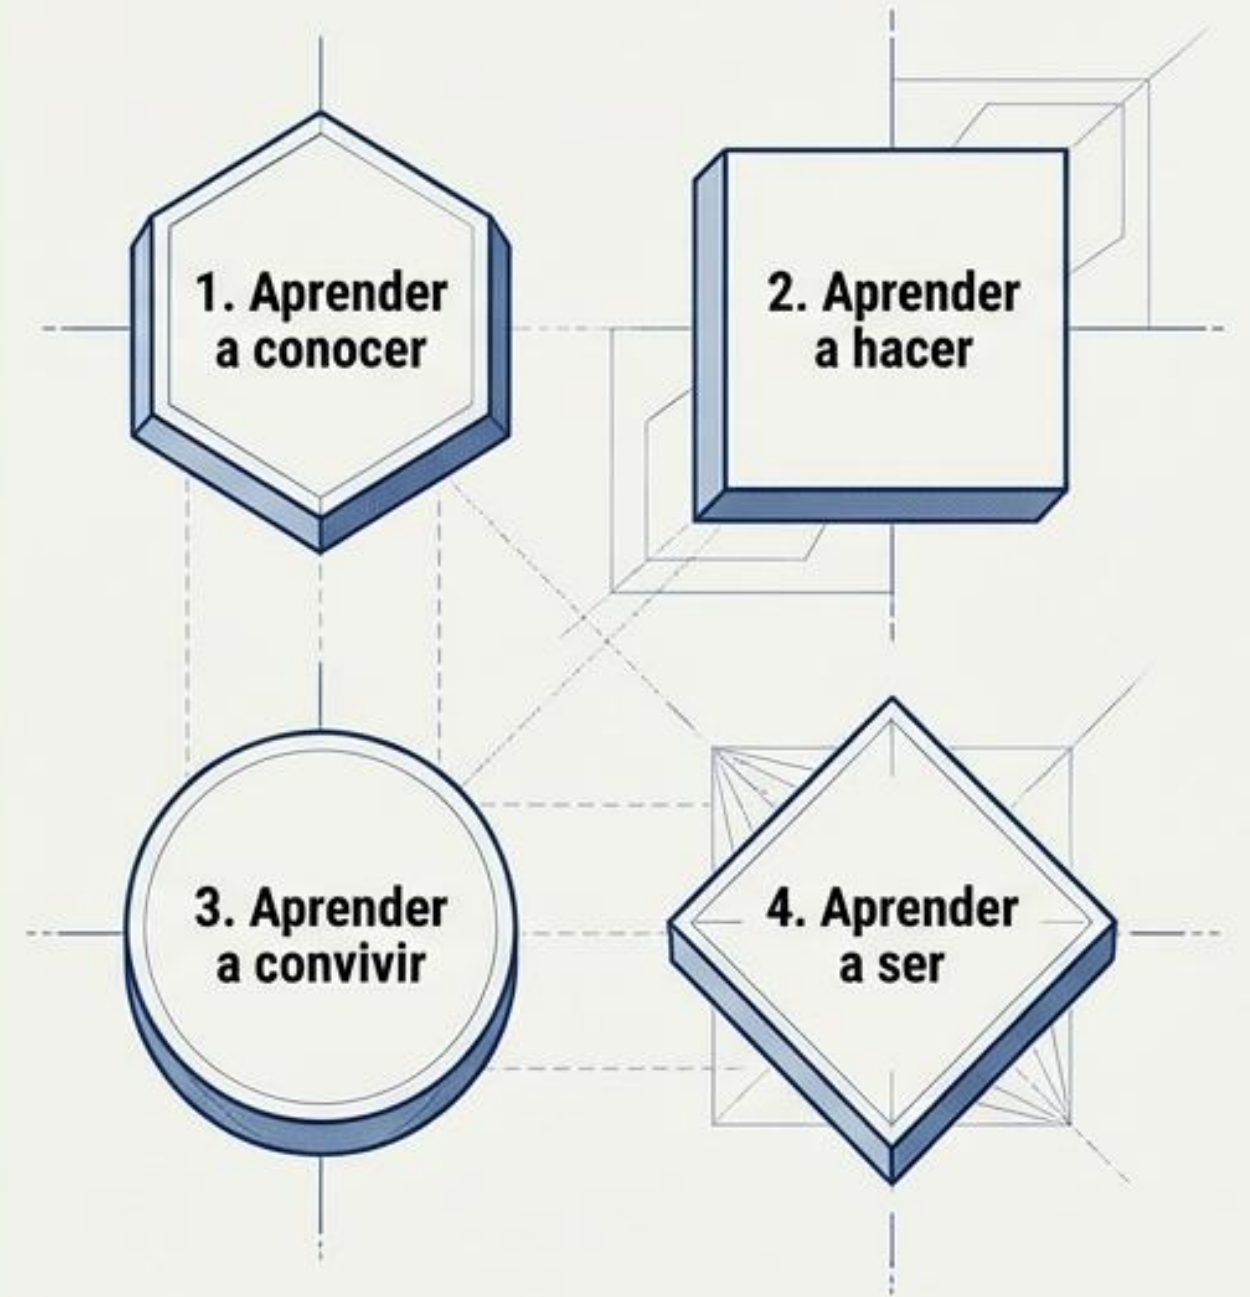 1. Aprender
a conocer
2. Aprender
a hacer
3. Aprender
a convivir
4. Aprender
a ser